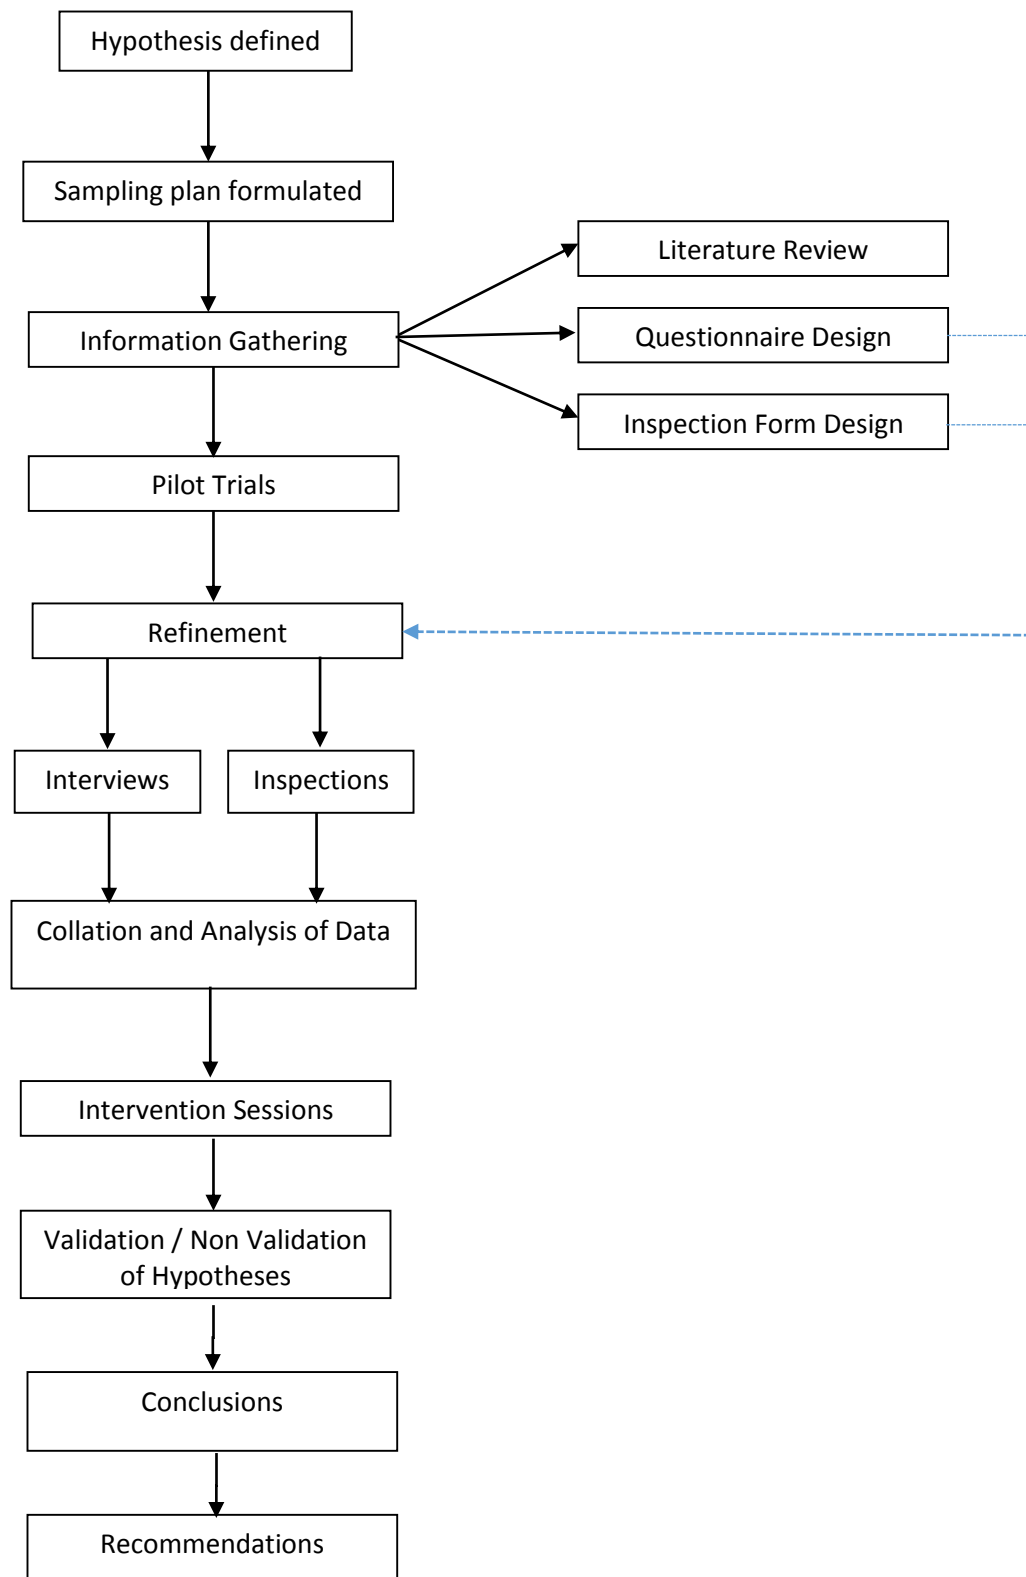 Hypothesis defined
Sampling plan formulated
Literature Review
Information Gathering
Questionnaire Design
Inspection Form Design
Pilot Trials
Refinement
Interviews
Inspections
Collation and Analysis of Data
Intervention Sessions
Validation / Non Validation
of Hypotheses
Conclusions
Recommendations